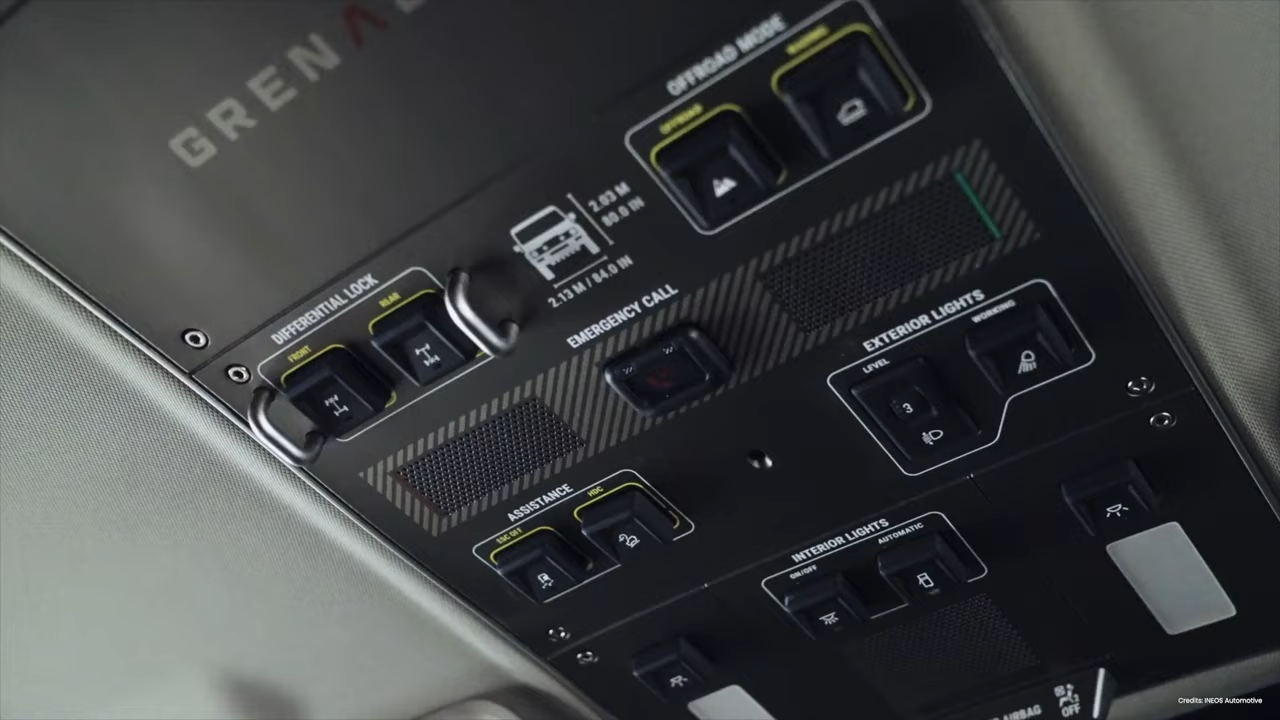 GREN
OFFROAD MODE
WADING
OFFROAD
2.03 M
80.0 IN
2.13 M / 84.0 IN
DIFFERENTIAL LOCK
FRONT
REAR
EMERGENCY CALL
EXTERIOR LIGHTS
LEVEL
WORKING
3
ASSISTANCE
ESC OFF
HDC
INTERIOR LIGHTS
ON/OFF
AUTOMATIC
AIRBAG
OFF
Credits: INEOS Automotive